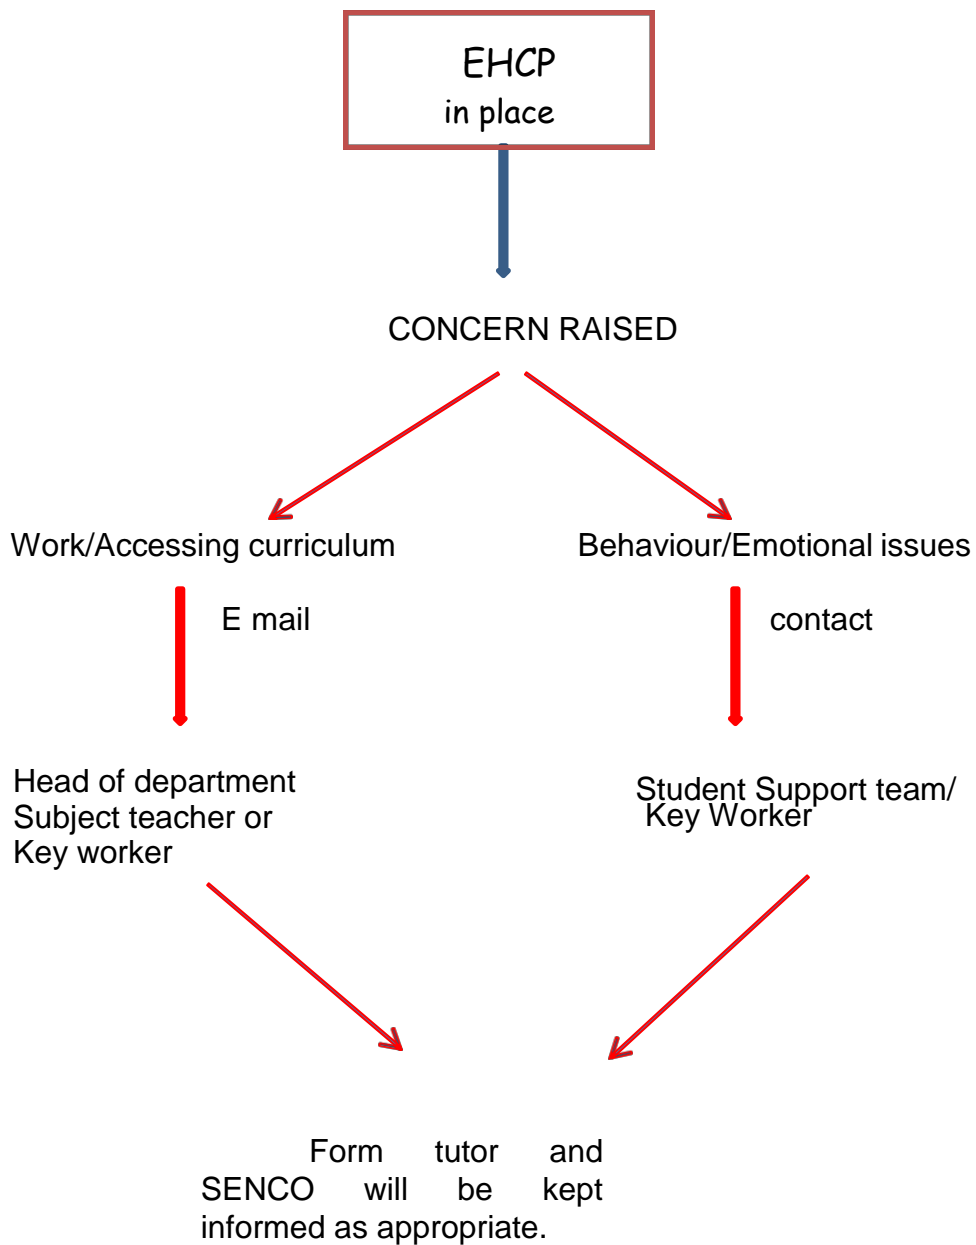 EHCP
in place
CONCERN RAISED
Work/Accessing curriculum
Behaviour/Emotional issues
E mail
contact
Head of department
Subject teacher or
Key worker
Student Support team/
Key Worker
Form tutor and
SENCO will be kept
informed as appropriate.